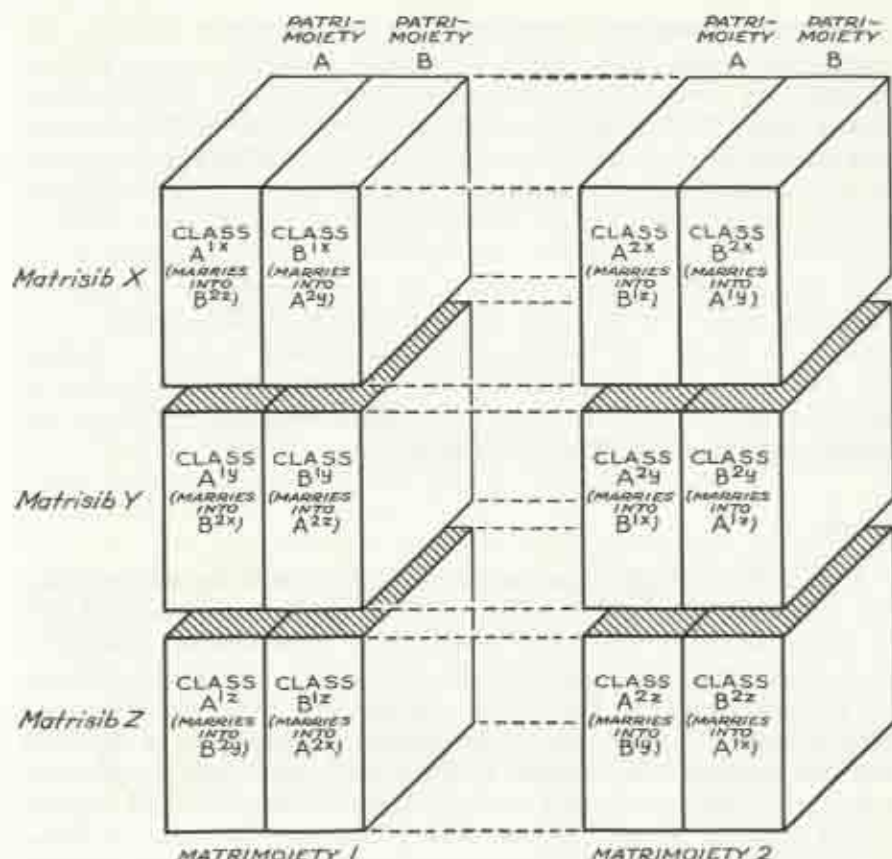 PATRI-
MOIETY
A
PATRI-
MOIETY
B
PATRI-
MOIETY
A
PATRI-
MOIETY
B
Matrisib X
CLASS
A1x
(MARRIES
INTO
B2z)
CLASS
B1x
(MARRIES
INTO
A2y)
CLASS
A2x
(MARRIES
INTO
B1z)
CLASS
B2x
(MARRIES
INTO
A1y)
Matrisib Y
CLASS
A1y
(MARRIES
INTO
B2x)
CLASS
B1y
(MARRIES
INTO
A2z)
CLASS
A2y
(MARRIES
INTO
B1x)
CLASS
B2y
(MARRIES
INTO
A1z)
Matrisib Z
CLASS
A1z
(MARRIES
INTO
B2y)
CLASS
B1z
(MARRIES
INTO
A2x)
CLASS
A2z
(MARRIES
INTO
B1y)
CLASS
B2z
(MARRIES
INTO
A1x)
MATRIMOIETY 1
MATRIMOIETY 2